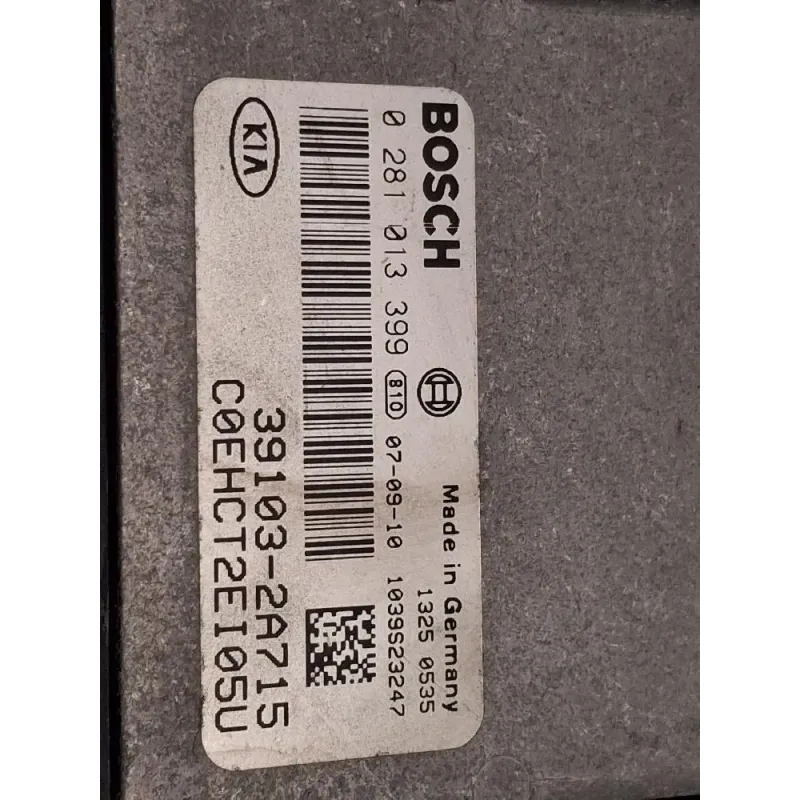 BOSCH
Made in Germany
1325 0535
0 281 013 399 810 07-09-10 1039S23247
KIA
39103-2A715
C0EHCT2EI05U